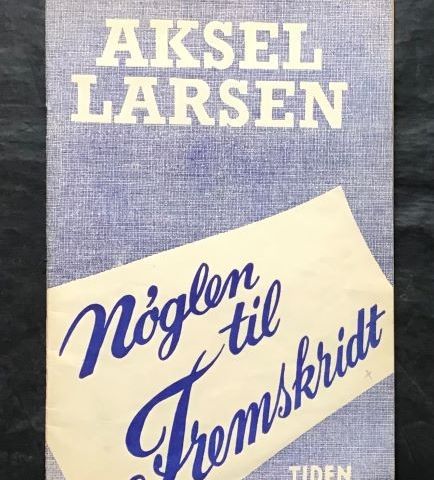 AKSEL
LARSEN
Nøglen
til
Fremskridt
TIDEN